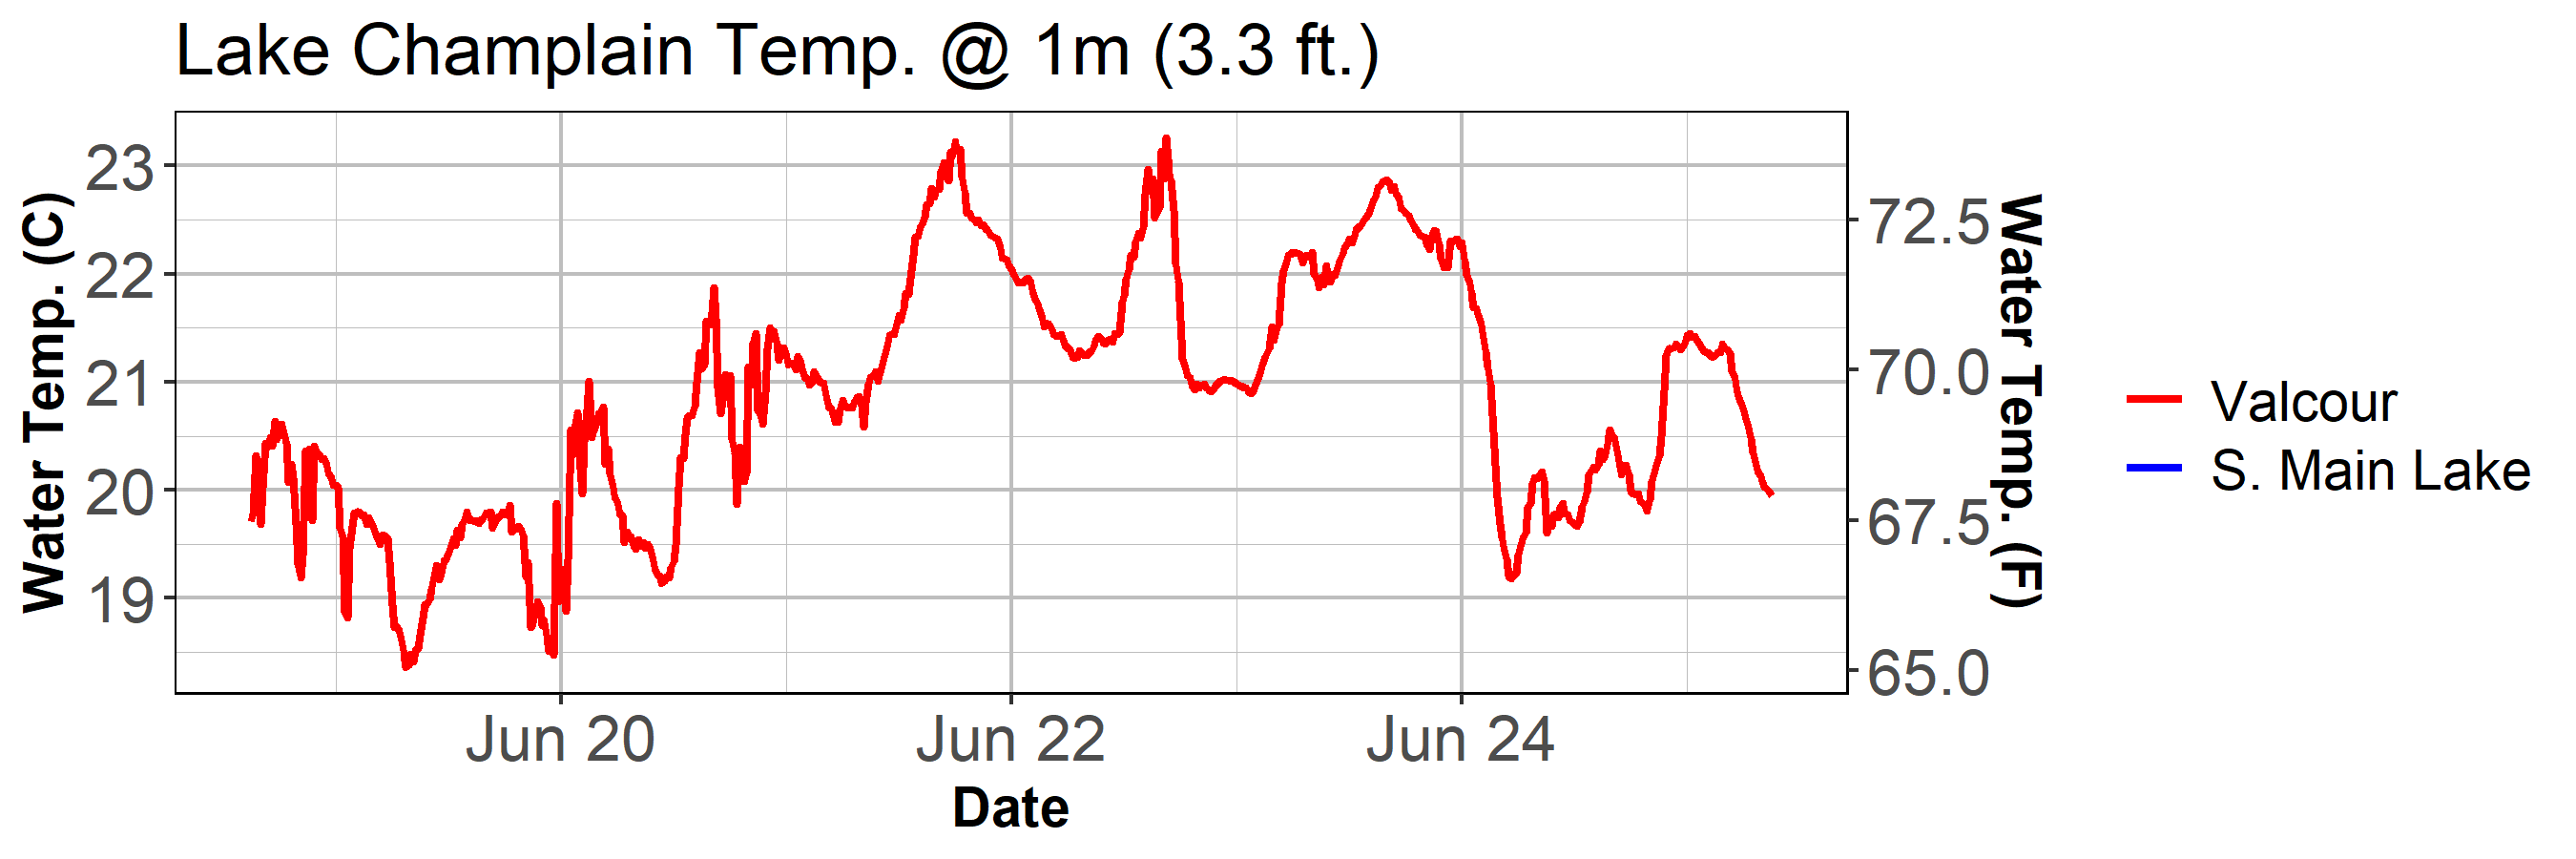 Lake Champlain Temp. @ 1m (3.3 ft.)
Water Temp. (C)
23
22
21
20
19
72.5
70.0
67.5
65.0
Water Temp. (F)
Jun 20
Jun 22
Jun 24
Date
Valcour
S. Main Lake